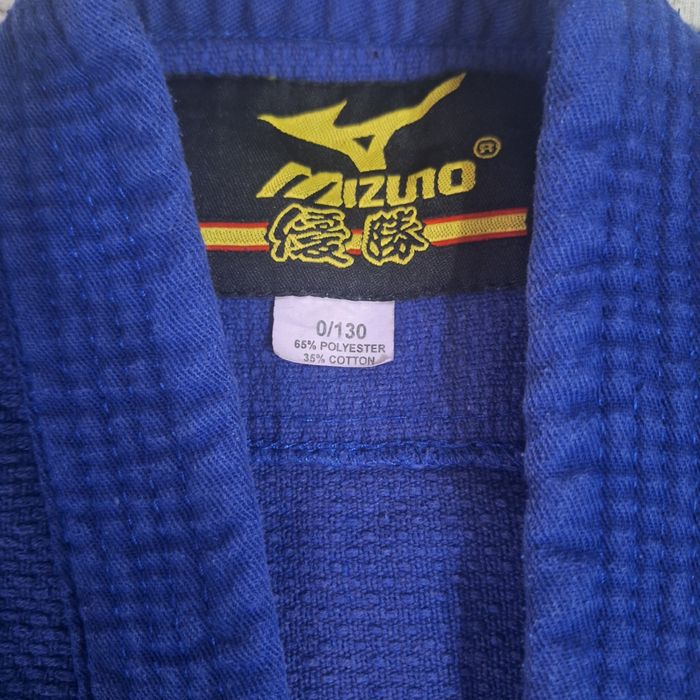 MIZUNO
®
優勝
0/130
65% POLYESTER
35% COTTON